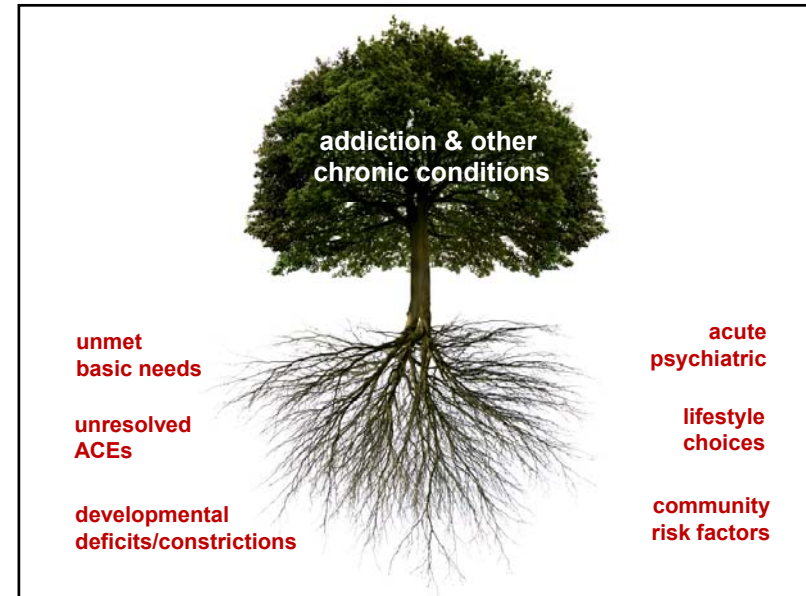 addiction & other
chronic conditions
unmet
basic needs
unresolved
ACEs
developmental
deficits/constrictions
acute
psychiatric
lifestyle
choices
community
risk factors